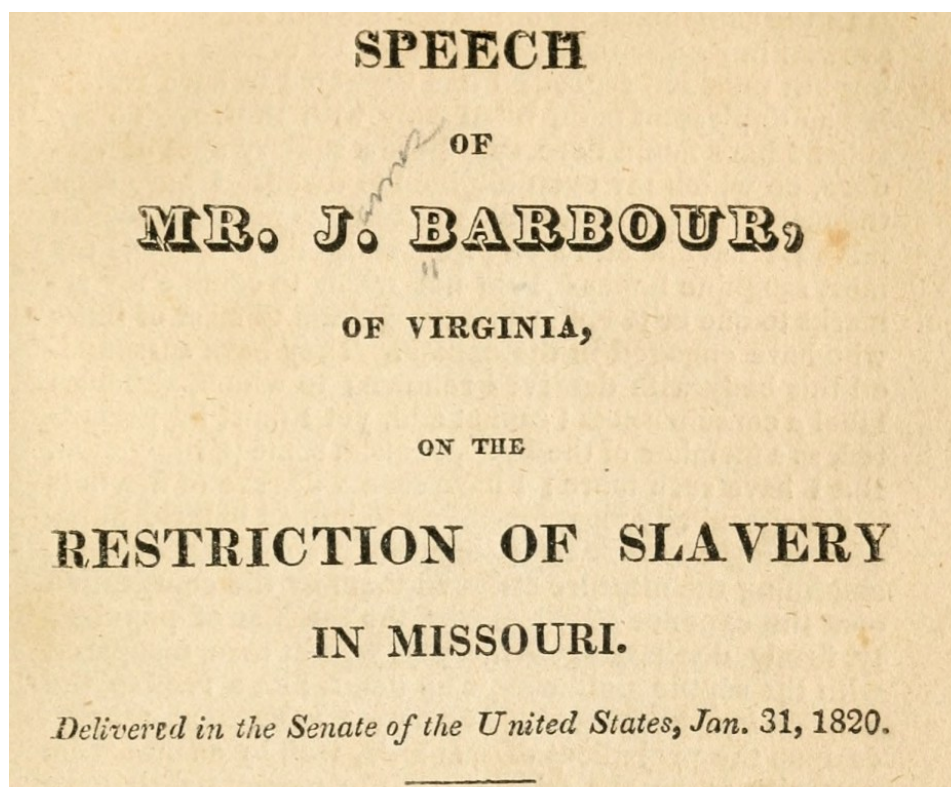 SPEECH
OF
MR. J. BARBOUR,
ames
"
OF VIRGINIA,
ON THE
RESTRICTION OF SLAVERY
IN MISSOURI.
Delivered in the Senate of the United States, Jan. 31, 1820.